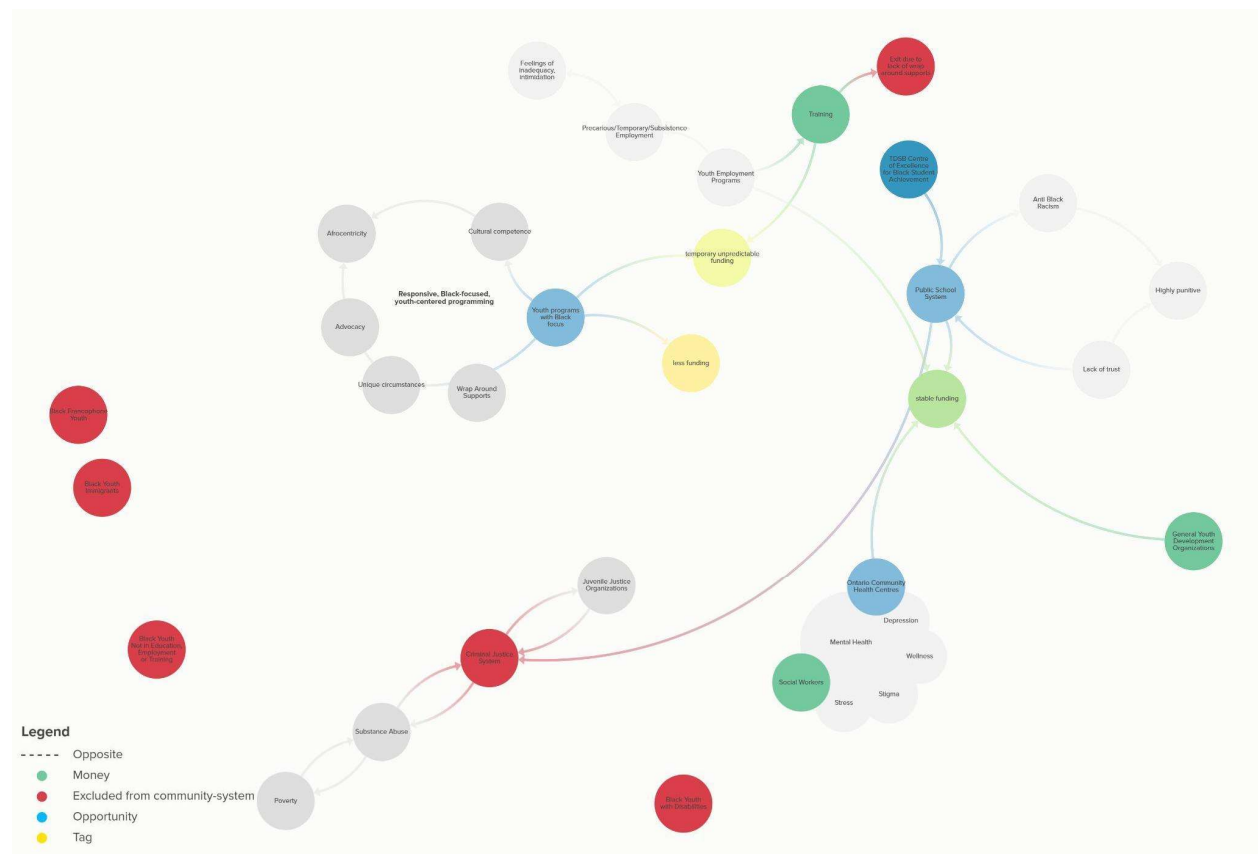 Feelings of
inadequacy,
intimidation
Exit due to
lack of wrap
around supports
Training
Precarious/Temporary/Subsistence
Employment
Youth Employment
Programs
TDSB Centre
of Excellence
for Black Student
Achievement
Anti Black
Racism
Afrocentricity
Cultural competence
temporary unpredictable
funding
Public School
System
Highly punitive
Responsive, Black-focused,
youth-centered programming
Youth programs
with Black
focus
Advocacy
less funding
Lack of trust
Unique circumstances
Wrap Around
Supports
stable funding
Black Francophone
Youth
Black Youth
Immigrants
General Youth
Development
Organizations
Juvenile Justice
Organizations
Ontario Community
Health Centres
Depression
Mental Health
Wellness
Black Youth
Not in Education,
Employment
or Training
Criminal Justice
System
Social Workers
Stigma
Stress
Substance Abuse
Poverty
Black Youth
with Disabilities
Legend
Opposite
Money
Excluded from community-system
Opportunity
Tag